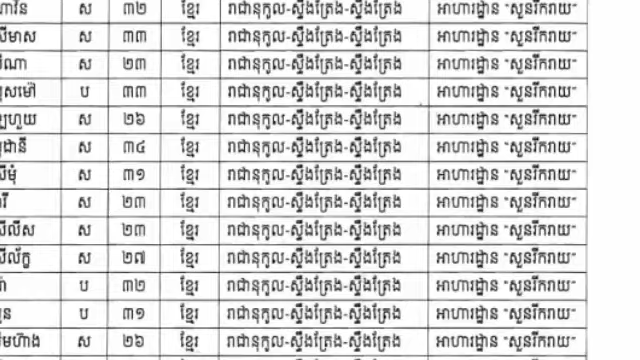 ាវ៉ន ស ៣២ ខ្មែរ រាជានុកូល-ស្ទឹងត្រែង-ស្ទឹងត្រែង អាហារដ្ឋាន "សួនរីករាយ"
សីមាស ស ៣៣ ខ្មែរ រាជានុកូល-ស្ទឹងត្រែង-ស្ទឹងត្រែង អាហារដ្ឋាន "សួនរីករាយ"
ស ២៣ ខ្មែរ រាជានុកូល-ស្ទឹងត្រែង-ស្ទឹងត្រែង អាហារដ្ឋាន "សួនរីករាយ"
ប ៣៣ ខ្មែរ រាជានុកូល-ស្ទឹងត្រែង-ស្ទឹងត្រែង អាហារដ្ឋាន "សួនរីករាយ"
ស ២៦ ខ្មែរ រាជានុកូល-ស្ទឹងត្រែង-ស្ទឹងត្រែង អាហារដ្ឋាន "សួនរីករាយ"
ស ៣៤ ខ្មែរ រាជានុកូល-ស្ទឹងត្រែង-ស្ទឹងត្រែង អាហារដ្ឋាន "សួនរីករាយ"
ស ៣១ ខ្មែរ រាជានុកូល-ស្ទឹងត្រែង-ស្ទឹងត្រែង អាហារដ្ឋាន "សួនរីករាយ"
ស ២៣ ខ្មែរ រាជានុកូល-ស្ទឹងត្រែង-ស្ទឹងត្រែង អាហារដ្ឋាន "សួនរីករាយ"
ស ២៣ ខ្មែរ រាជានុកូល-ស្ទឹងត្រែង-ស្ទឹងត្រែង អាហារដ្ឋាន "សួនរីករាយ"
ស ២៧ ខ្មែរ រាជានុកូល-ស្ទឹងត្រែង-ស្ទឹងត្រែង អាហារដ្ឋាន "សួនរីករាយ"
ប ៣២ ខ្មែរ រាជានុកូល-ស្ទឹងត្រែង-ស្ទឹងត្រែង អាហារដ្ឋាន "សួនរីករាយ"
ប ៣១ ខ្មែរ រាជានុកូល-ស្ទឹងត្រែង-ស្ទឹងត្រែង អាហារដ្ឋាន "សួនរីករាយ"
ស ២៦ ខ្មែរ រាជានុកូល-ស្ទឹងត្រែង-ស្ទឹងត្រែង អាហារដ្ឋាន "សួនរីករាយ"